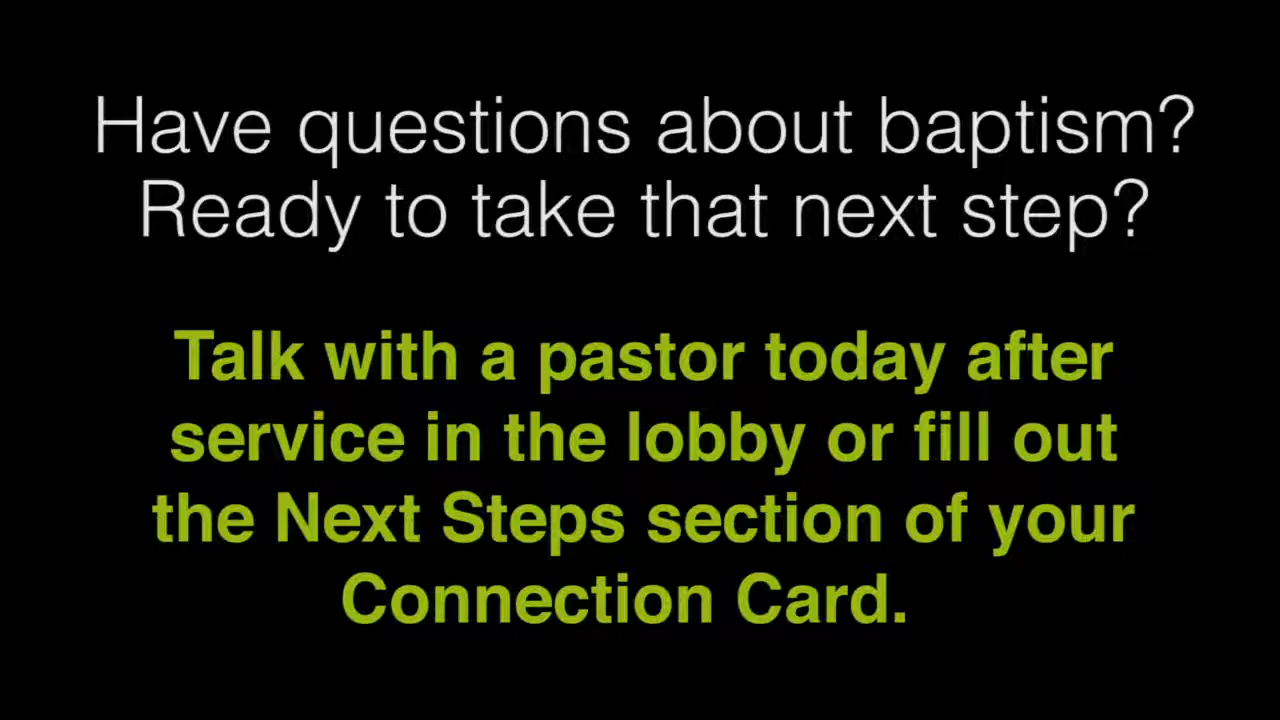 Have questions about baptism?
Ready to take that next step?
Talk with a pastor today after
service in the lobby or fill out
the Next Steps section of your
Connection Card.